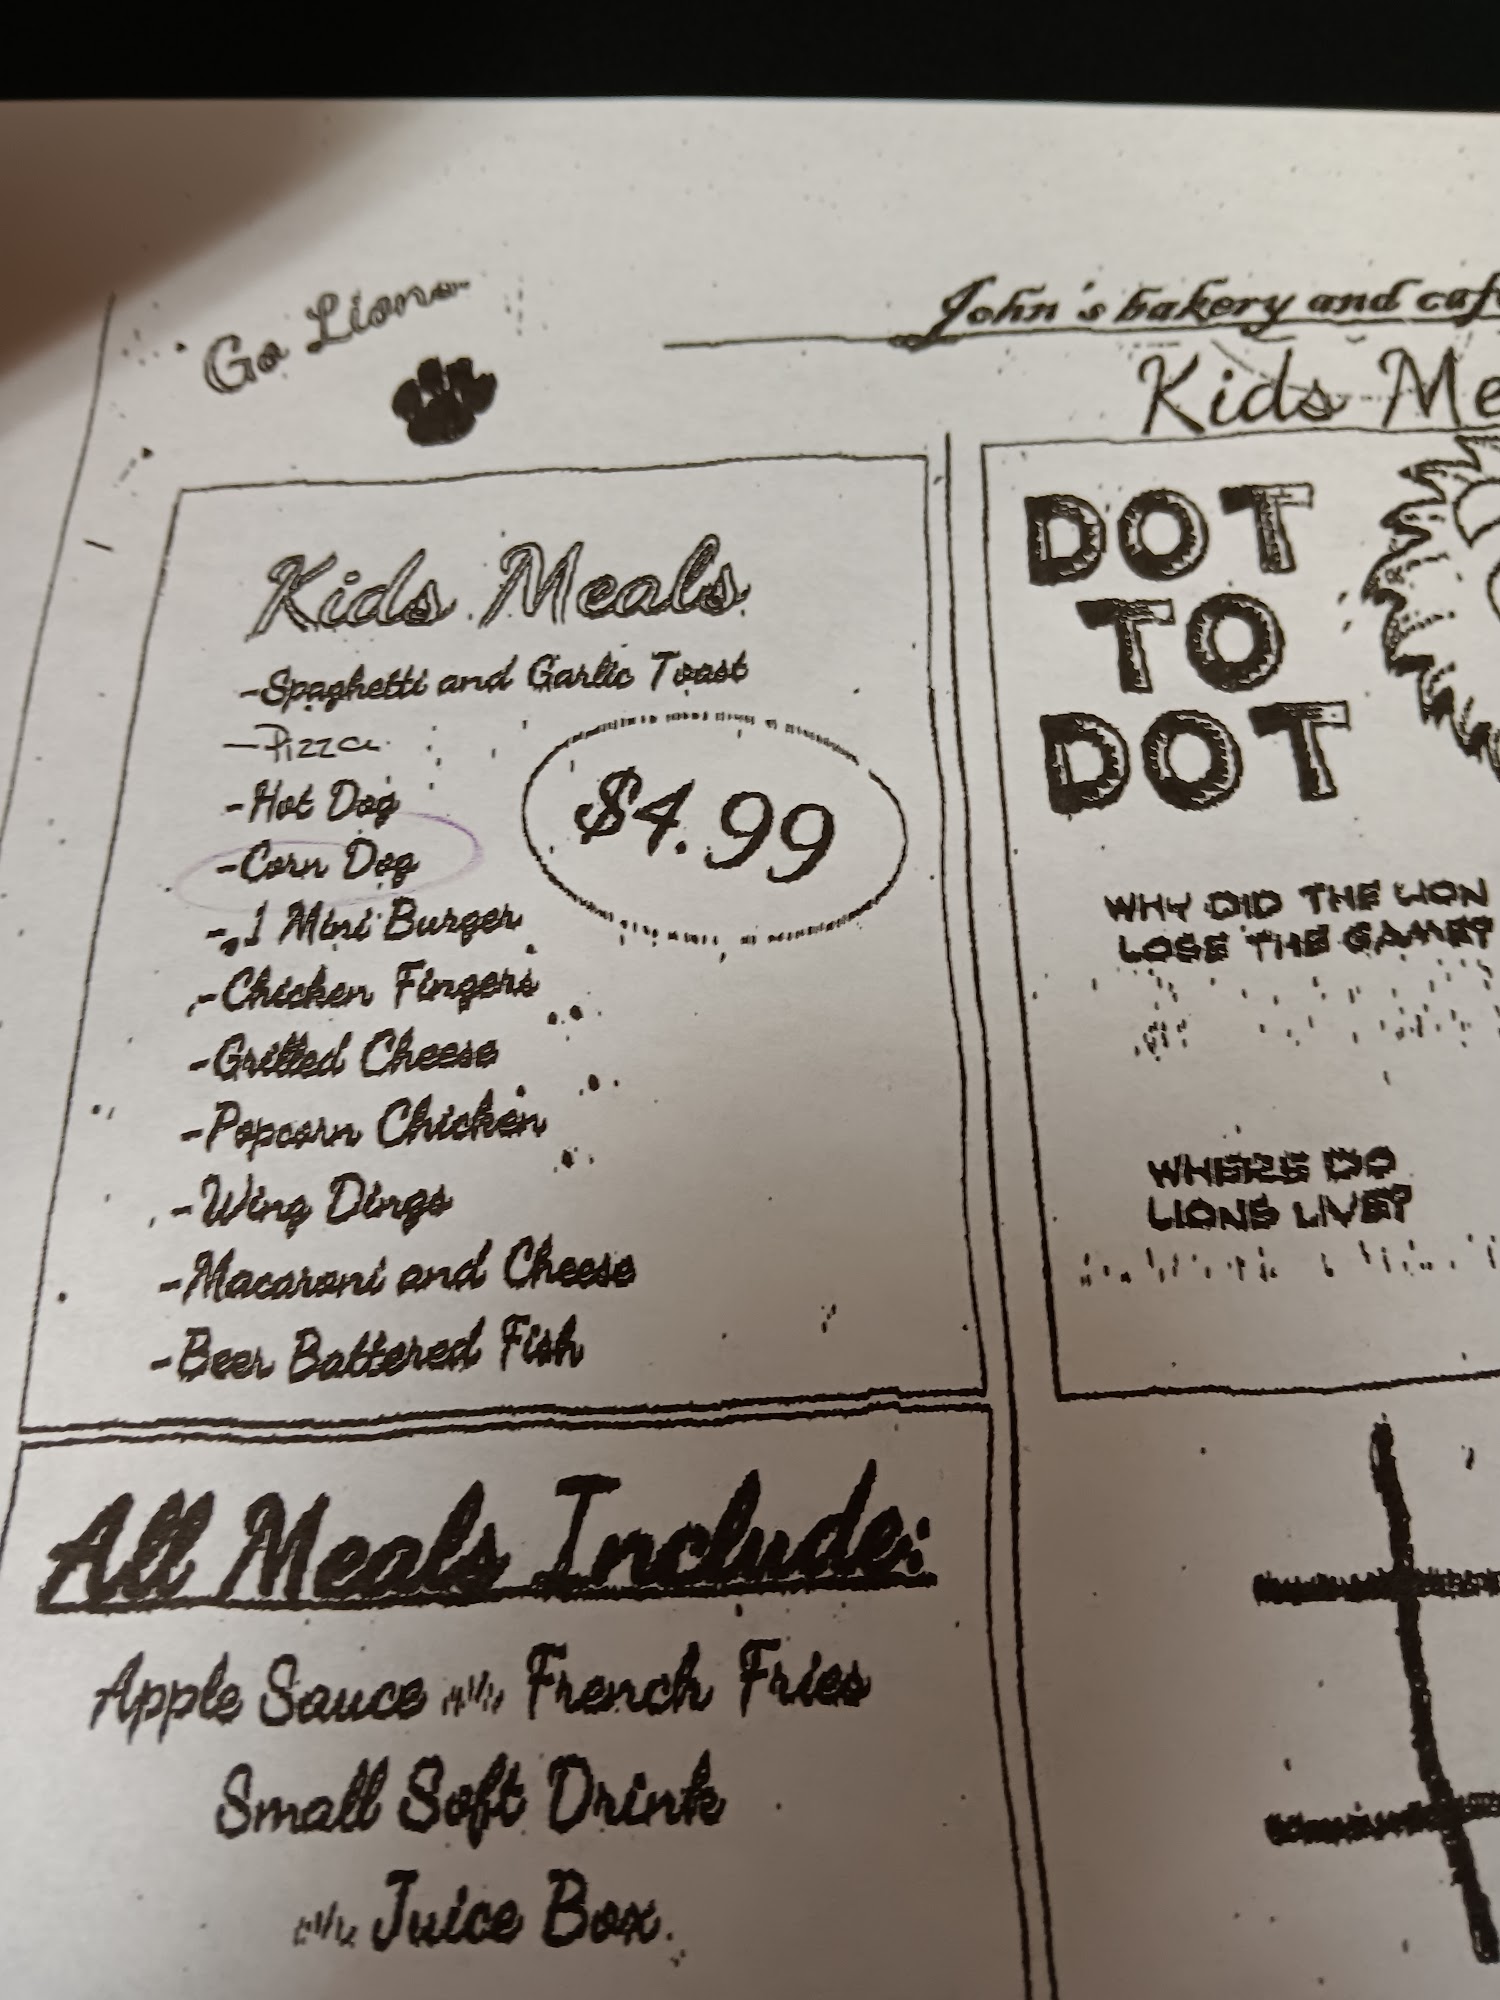 Go Lions
John's bakery and
Kids
Kids Meals
-Spaghetti and Garlic Toast
-Pizza
-Hot Dog
-Corn Dog
-1 Mini Burger
-Chicken Fingers
-Grilled Cheese
-Popcorn Chicken
-Wing Dings
-Macaroni and Cheese
-Beer Battered Fish
$4.99
All Meals Include:
Apple Sauce French Fries
Small Soft Drink
Juice Box
DOT
TO
DOT
WHY DID THE LION
LOSE THE GAME?
WHERE DO
LIONS LIVE?